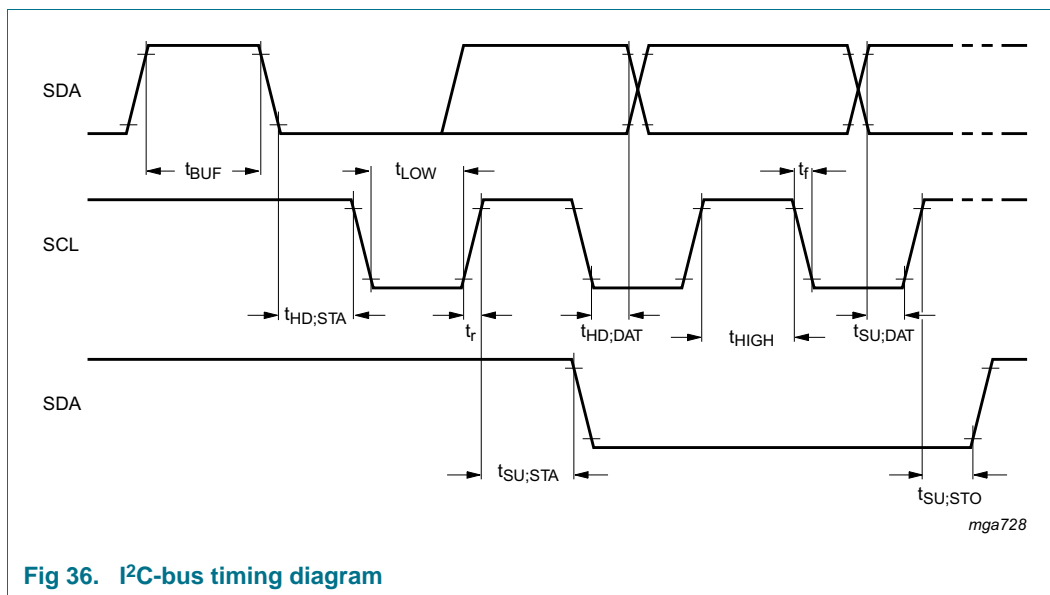 SDA
tBUF
tLOW
tf
SCL
tHD;STA
tr
tHD;DAT
tHIGH
tSU;DAT
SDA
tSU;STA
tSU;STO
mga728
Fig 36. I²C-bus timing diagram